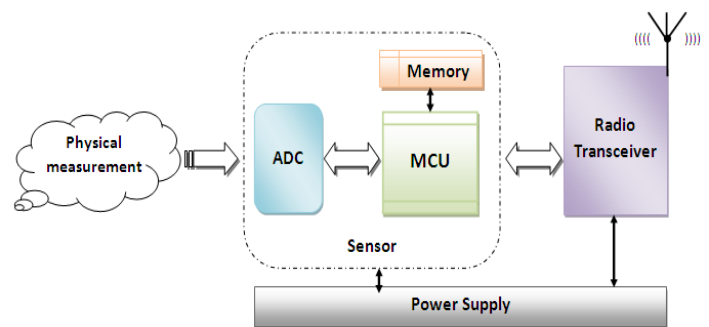 Physical
measurement
ADC
Memory
MCU
Sensor
Radio
Transceiver
Power Supply